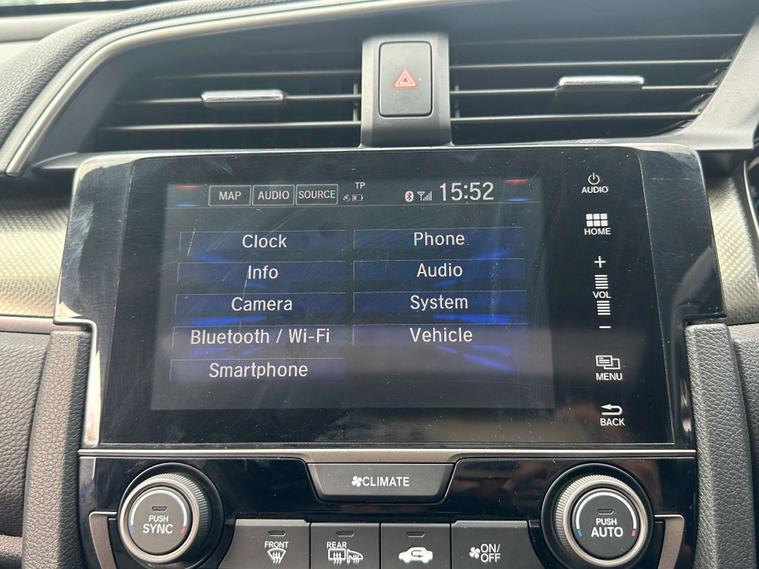 MAP AUDIO SOURCE TP 15:52
Clock Phone
Info Audio
Camera System
Bluetooth / Wi-Fi Vehicle
Smartphone
AUDIO
HOME
+
VOL
−
MENU
BACK
CLIMATE
PUSH
SYNC
FRONT
REAR
ON/
OFF
PUSH
AUTO